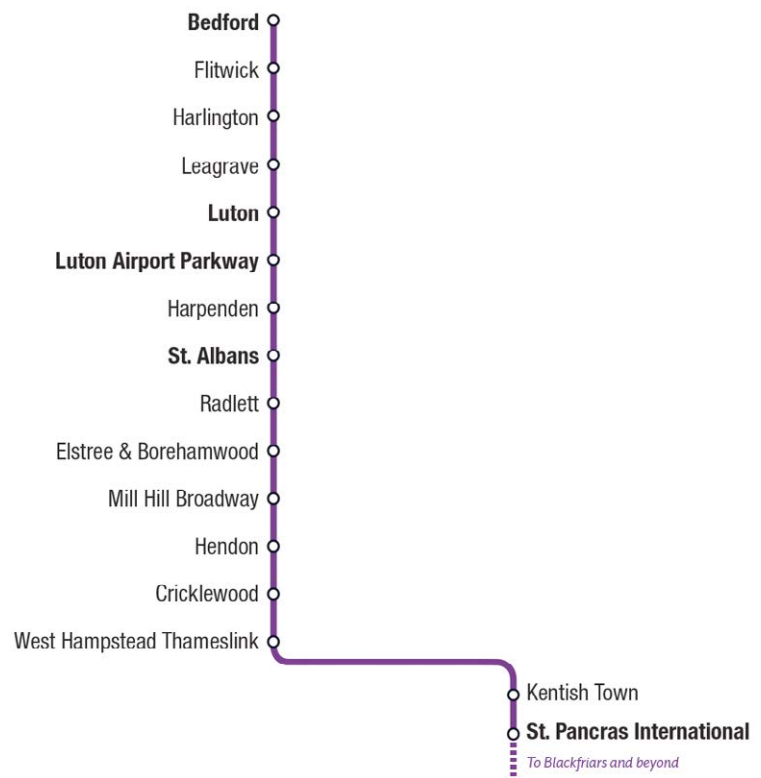 Bedford
Flitwick
Harlington
Leagrave
Luton
Luton Airport Parkway
Harpenden
St. Albans
Radlett
Elstree & Borehamwood
Mill Hill Broadway
Hendon
Cricklewood
West Hampstead Thameslink
Kentish Town
St. Pancras International
To Blackfriars and beyond